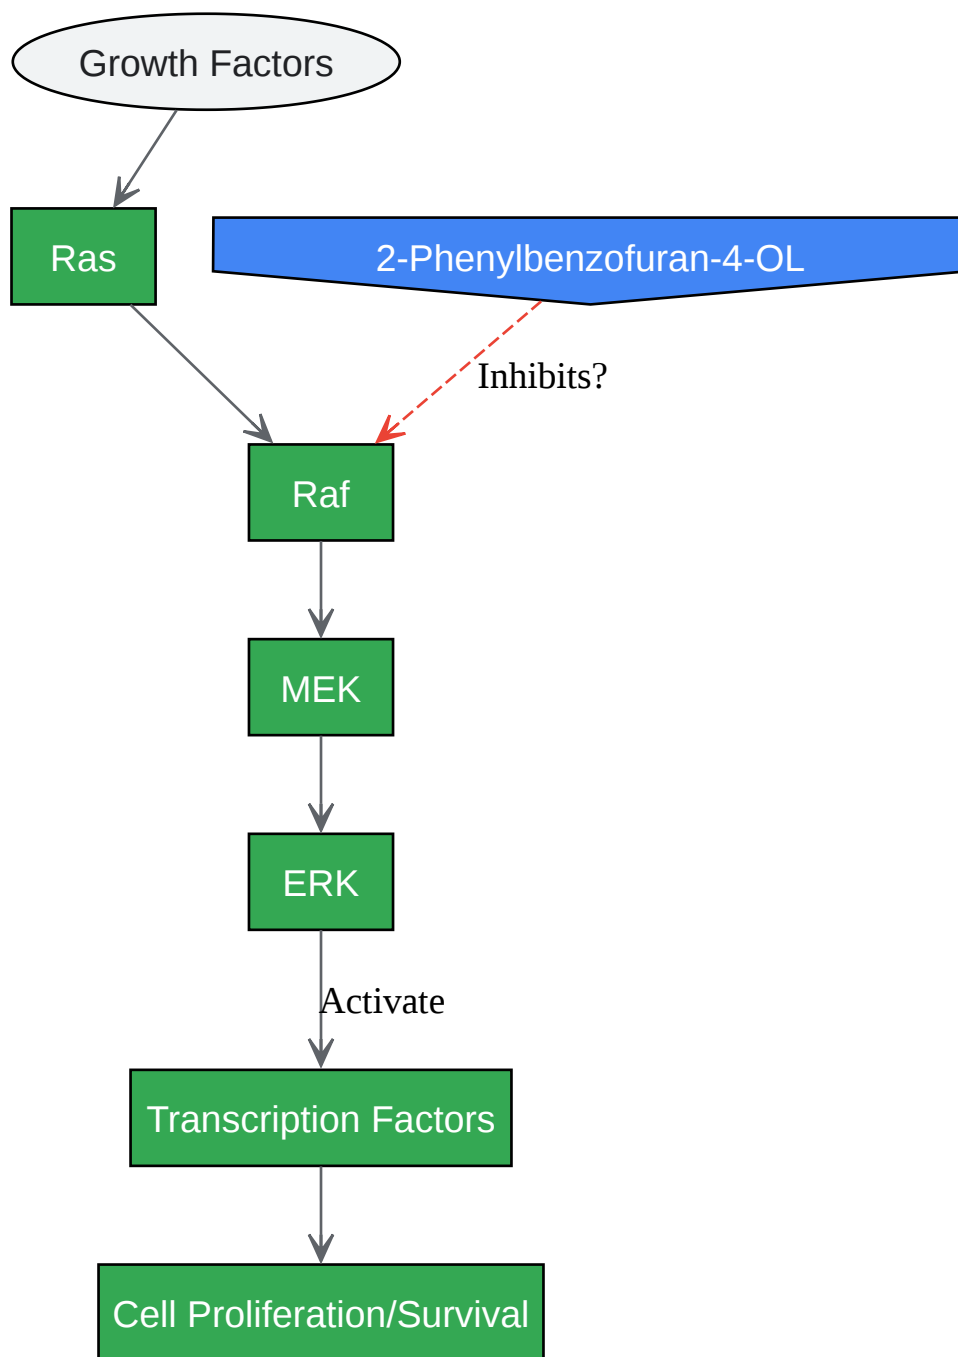 Growth Factors
Ras
2-Phenylbenzofuran-4-OL
Inhibits?
Raf
MEK
ERK
Activate
Transcription Factors
Cell Proliferation/Survival